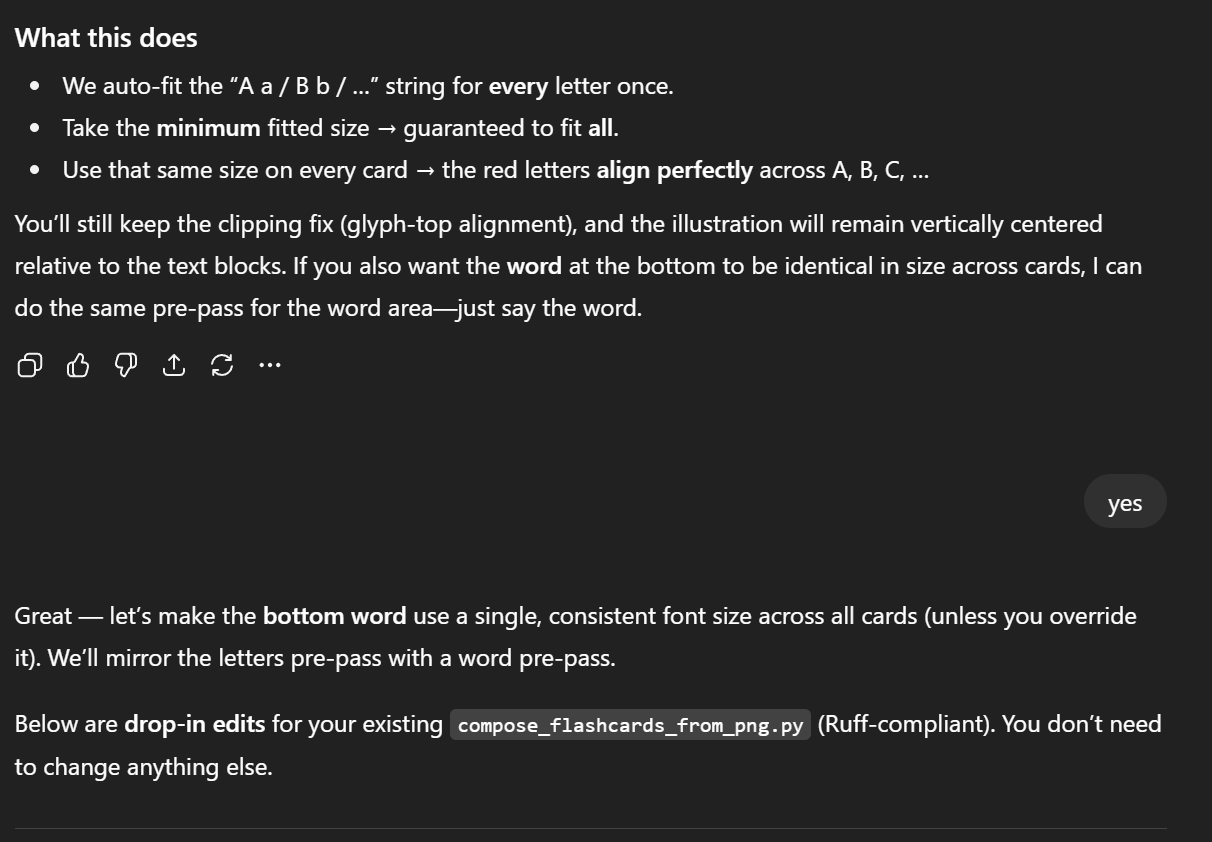 What this does
• We auto-fit the “A a / B b / …” string for every letter once.
• Take the minimum fitted size → guaranteed to fit all.
• Use that same size on every card → the red letters align perfectly across A, B, C, …
You’ll still keep the clipping fix (glyph-top alignment), and the illustration will remain vertically centered
relative to the text blocks. If you also want the word at the bottom to be identical in size across cards, I can
do the same pre-pass for the word area—just say the word.
yes
Great — let’s make the bottom word use a single, consistent font size across all cards (unless you override
it). We’ll mirror the letters pre-pass with a word pre-pass.
Below are drop-in edits for your existing compose_flashcards_from_png.py (Ruff-compliant). You don’t need
to change anything else.